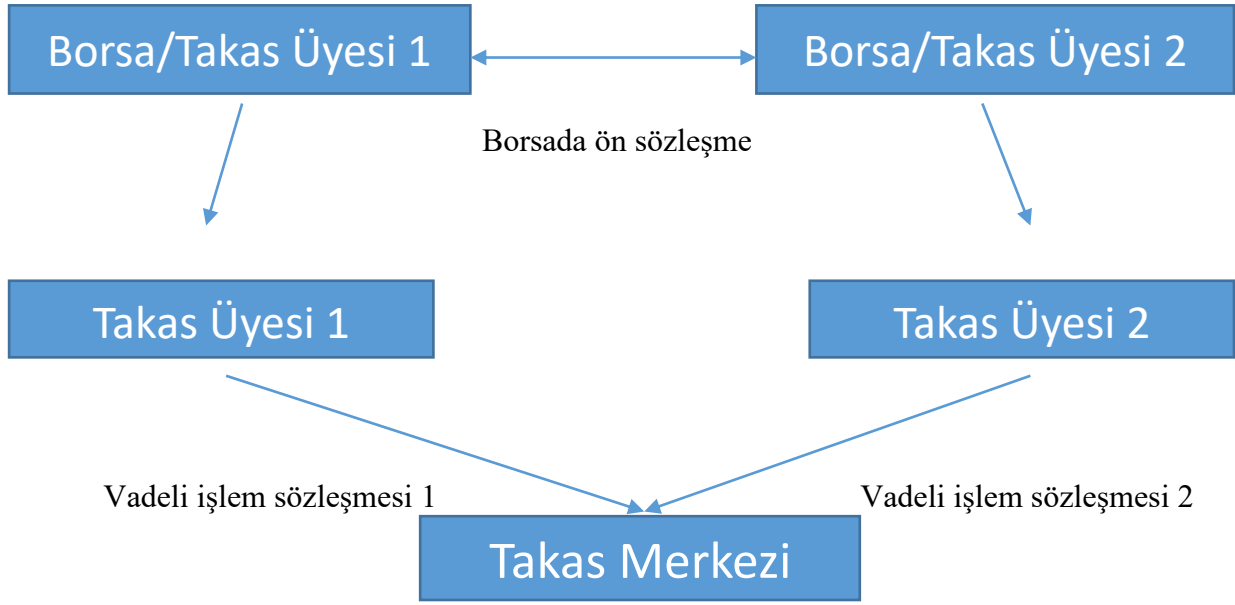 Borsa/Takas Üyesi 1
Borsa/Takas Üyesi 2
Borsada ön sözleşme
Takas Üyesi 1
Takas Üyesi 2
Vadeli işlem sözleşmesi 1
Vadeli işlem sözleşmesi 2
Takas Merkezi